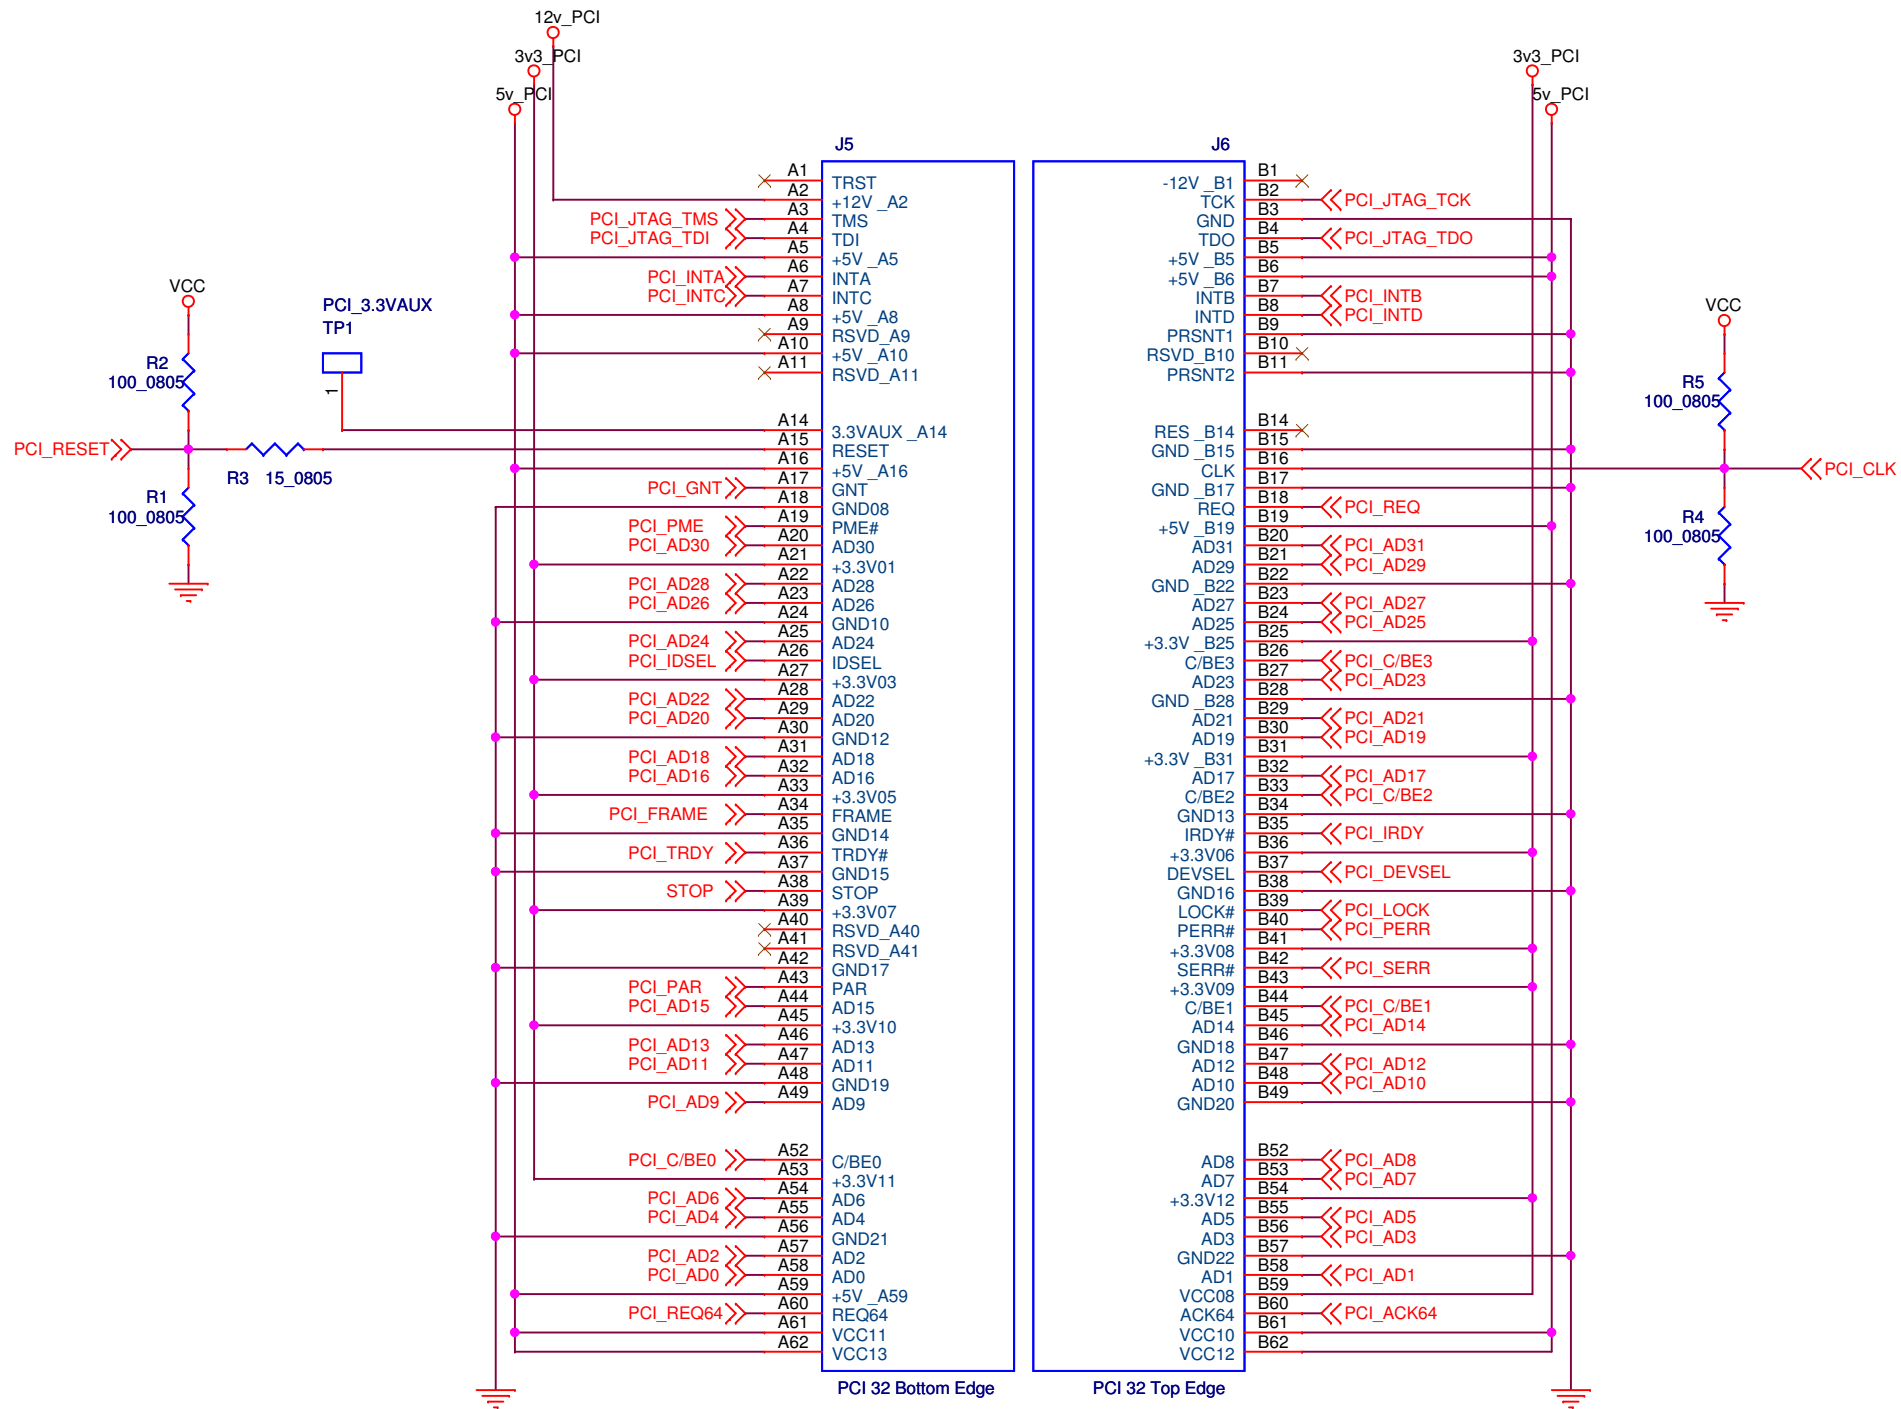 12v_PCI
3v3_PCI
5v_PCI
3v3_PCI
5v_PCI
J5
J6
VCC
R2
100_0805
PCI_RESET
R1
100_0805
R3 15_0805
PCI_3.3VAUX
TP1
1
A1 TRST
A2 +12V _A2
PCI_JTAG_TMS A3 TMS
PCI_JTAG_TDI A4 TDI
A5 +5V _A5
PCI_INTA A6 INTA
PCI_INTC A7 INTC
A8 +5V _A8
A9 RSVD_A9
A10 +5V _A10
A11 RSVD_A11
A14 3.3VAUX _A14
A15 RESET
A16 +5V _A16
PCI_GNT A17 GNT
A18 GND08
PCI_PME A19 PME#
PCI_AD30 A20 AD30
A21 +3.3V01
PCI_AD28 A22 AD28
PCI_AD26 A23 AD26
A24 GND10
PCI_AD24 A25 AD24
PCI_IDSEL A26 IDSEL
A27 +3.3V03
PCI_AD22 A28 AD22
PCI_AD20 A29 AD20
A30 GND12
PCI_AD18 A31 AD18
PCI_AD16 A32 AD16
A33 +3.3V05
PCI_FRAME A34 FRAME
A35 GND14
PCI_TRDY A36 TRDY#
A37 GND15
STOP A38 STOP
A39 +3.3V07
A40 RSVD_A40
A41 RSVD_A41
A42 GND17
PCI_PAR A43 PAR
PCI_AD15 A44 AD15
A45 +3.3V10
PCI_AD13 A46 AD13
PCI_AD11 A47 AD11
A48 GND19
PCI_AD9 A49 AD9
PCI_C/BE0 A52 C/BE0
A53 +3.3V11
PCI_AD6 A54 AD6
PCI_AD4 A55 AD4
A56 GND21
PCI_AD2 A57 AD2
PCI_AD0 A58 AD0
A59 +5V _A59
PCI_REQ64 A60 REQ64
A61 VCC11
A62 VCC13
PCI 32 Bottom Edge
-12V _B1 B1
TCK B2 PCI_JTAG_TCK
GND B3
TDO B4 PCI_JTAG_TDO
+5V _B5 B5
+5V _B6 B6
INTB B7 PCI_INTB
INTD B8 PCI_INTD
PRSNT1 B9
RSVD_B10 B10
PRSNT2 B11
RES _B14 B14
GND _B15 B15
CLK B16 PCI_CLK
GND _B17 B17
REQ B18 PCI_REQ
+5V _B19 B19
AD31 B20 PCI_AD31
AD29 B21 PCI_AD29
GND _B22 B22
AD27 B23 PCI_AD27
AD25 B24 PCI_AD25
+3.3V _B25 B25
C/BE3 B26 PCI_C/BE3
AD23 B27 PCI_AD23
GND _B28 B28
AD21 B29 PCI_AD21
AD19 B30 PCI_AD19
+3.3V _B31 B31
AD17 B32 PCI_AD17
C/BE2 B33 PCI_C/BE2
GND13 B34
IRDY# B35 PCI_IRDY
+3.3V06 B36
DEVSEL B37 PCI_DEVSEL
GND16 B38
LOCK# B39 PCI_LOCK
PERR# B40 PCI_PERR
+3.3V08 B41
SERR# B42 PCI_SERR
+3.3V09 B43
C/BE1 B44 PCI_C/BE1
AD14 B45 PCI_AD14
GND18 B46
AD12 B47 PCI_AD12
AD10 B48 PCI_AD10
GND20 B49
AD8 B52 PCI_AD8
AD7 B53 PCI_AD7
+3.3V12 B54
AD5 B55 PCI_AD5
AD3 B56 PCI_AD3
GND22 B57
AD1 B58 PCI_AD1
VCC08 B59
ACK64 B60 PCI_ACK64
VCC10 B61
VCC12 B62
PCI 32 Top Edge
VCC
R5
100_0805
R4
100_0805